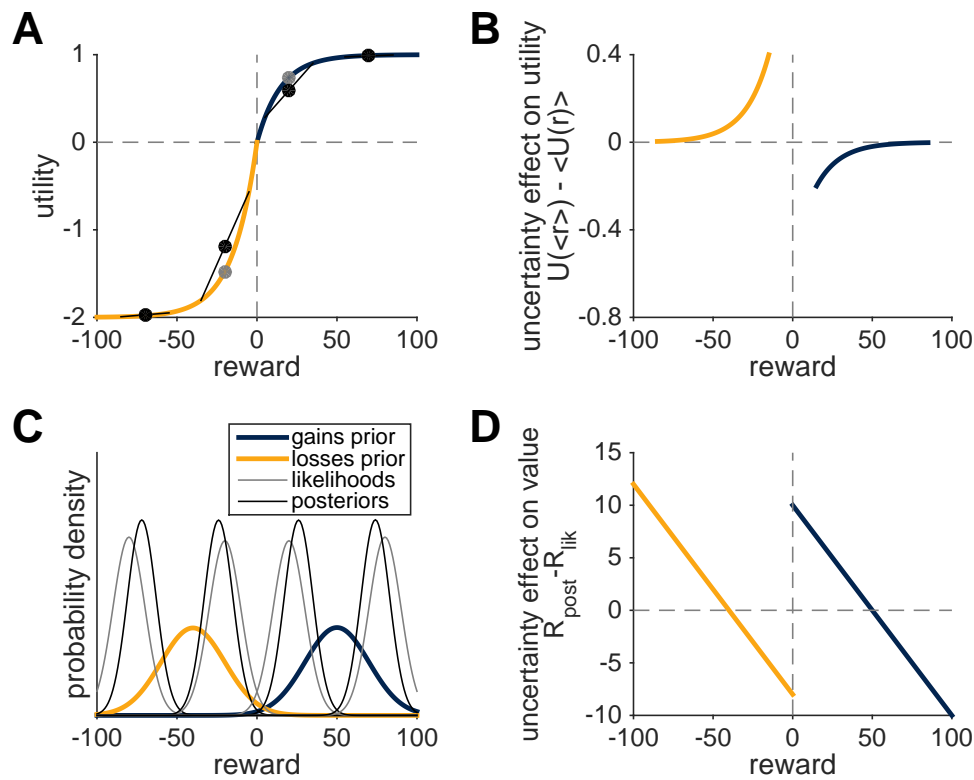 A
utility
1
0
-1
-2
-100
-50
0
50
100
reward
B
uncertainty effect on utility
U(<r>) - <U(r)>
0.4
0
-0.4
-0.8
-100
-50
0
50
100
reward
C
probability density
gains prior
losses prior
likelihoods
posteriors
-100
-50
0
50
100
reward
D
uncertainty effect on value
R_post-R_lik
15
10
5
0
-5
-10
-100
-50
0
50
100
reward